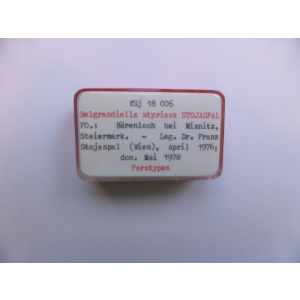 fSj 18 006
Belgrandiella styriaca STOJASPAL
FO.: Bärenloch bei Mixnitz,
Steiermark. - Leg. Dr. Franz
Stojaspal (Wien), April 1976;
don. Mai 1978
Paratypen